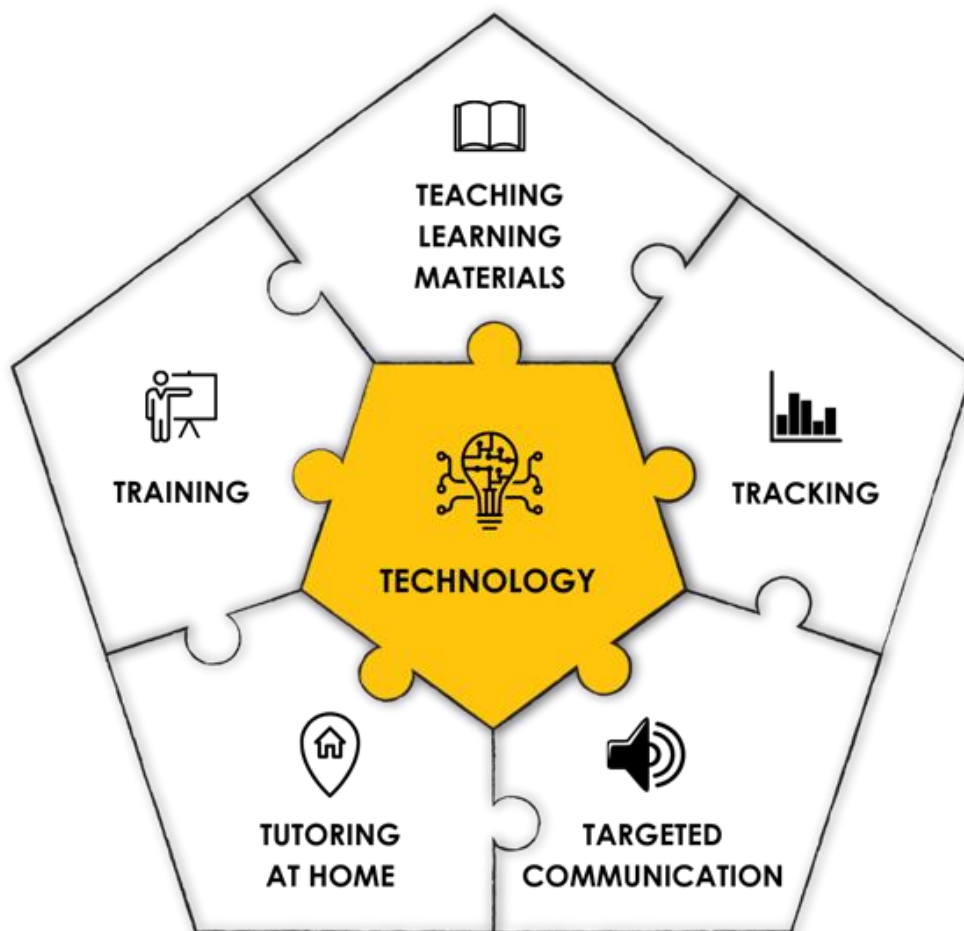 TEACHING
LEARNING
MATERIALS
TRAINING
TRACKING
TECHNOLOGY
TUTORING
AT HOME
TARGETED
COMMUNICATION